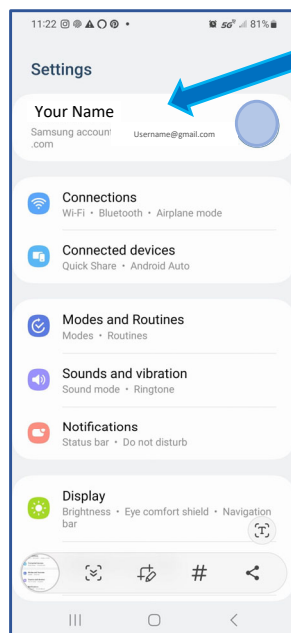 11:22
5G 81%
Settings
Your Name
Samsung account
Username@gmail.com
.com
Connections
Wi-Fi • Bluetooth • Airplane mode
Connected devices
Quick Share • Android Auto
Modes and Routines
Modes • Routines
Sounds and vibration
Sound mode • Ringtone
Notifications
Status bar • Do not disturb
Display
Brightness • Eye comfort shield • Navigation
bar
T
#